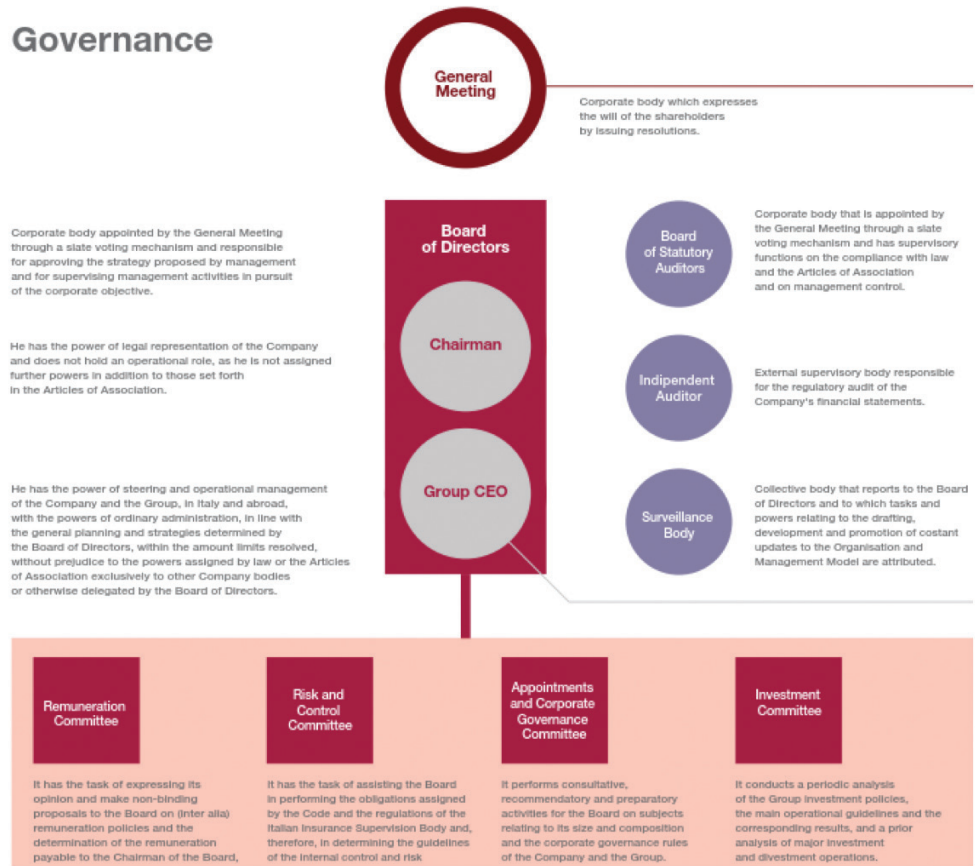 Governance
General
Meeting
Corporate body which expresses
the will of the shareholders
by issuing resolutions.
Corporate body appointed by the General Meeting
through a slate voting mechanism and responsible
for approving the strategy proposed by management
and for supervising management activities in pursuit
of the corporate objective.
Board
of Directors
Board
of Statutory
Auditors
Corporate body that is appointed by
the General Meeting through a slate
voting mechanism and has supervisory
functions on the compliance with law
and the Articles of Association
and on management control.
He has the power of legal representation of the Company
and does not hold an operational role, as he is not assigned
further powers in addition to those set forth
in the Articles of Association.
Chairman
Indipendent
Auditor
External supervisory body responsible
for the regulatory audit of the
Company's financial statements.
He has the power of steering and operational management
of the Company and the Group, in Italy and abroad,
with the powers of ordinary administration, in line with
the general planning and strategies determined by
the Board of Directors, within the amount limits resolved,
without prejudice to the powers assigned by law or the Articles
of Association exclusively to other Company bodies
or otherwise delegated by the Board of Directors.
Group CEO
Surveillance
Body
Collective body that reports to the Board
of Directors and to which tasks and
powers relating to the drafting,
development and promotion of costant
updates to the Organisation and
Management Model are attributed.
Remuneration
Committee
It has the task of expressing its
opinion and make non-binding
proposals to the Board on (inter alia)
remuneration policies and the
determination of the remuneration
payable to the Chairman of the Board,
Risk and
Control
Committee
It has the task of assisting the Board
in performing the obligations assigned
by the Code and the regulations of the
Italian Insurance Supervision Body and,
therefore, in determining the guidelines
of the internal control and risk
Appointments
and Corporate
Governance
Committee
It performs consultative,
recommendatory and preparatory
activities for the Board on subjects
relating to its size and composition
and the corporate governance rules
of the Company and the Group.
Investment
Committee
It conducts a periodic analysis
of the Group investment policies,
the main operational guidelines and the
corresponding results, and a prior
analysis of major investment
and divestment operations.